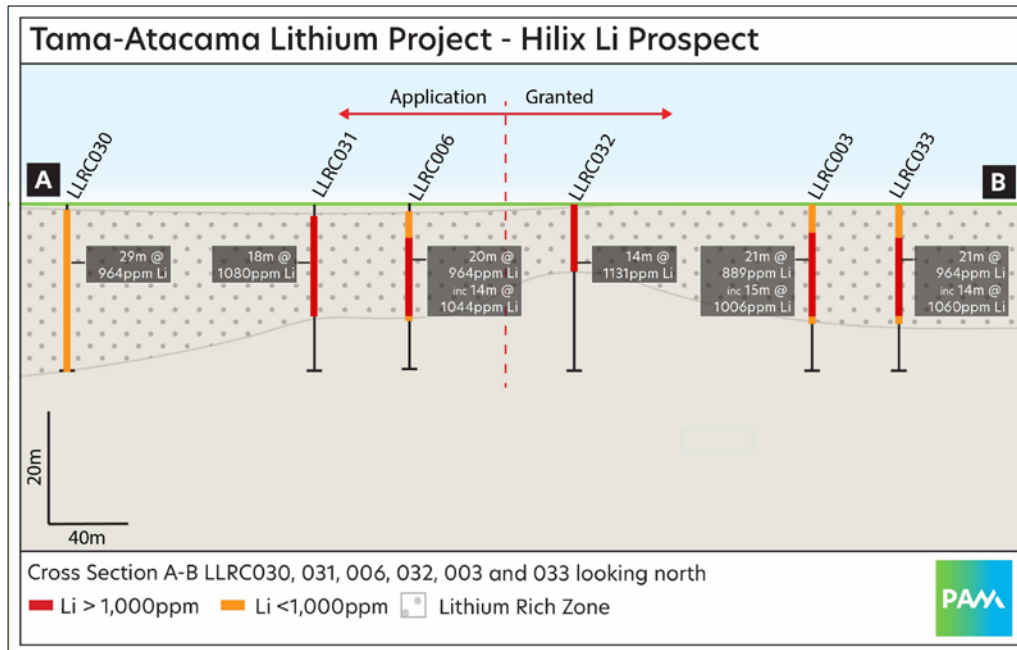 Tama-Atacama Lithium Project - Hilix Li Prospect
Application
Granted
A
LLRC030
LLRC031
LLRC006
LLRC032
LLRC003
LLRC033
B
29m @
964ppm Li
18m @
1080ppm Li
20m @
964ppm Li
inc 14m @
1044ppm Li
14m @
1131ppm Li
21m @
889ppm Li
inc 15m @
1006ppm Li
21m @
964ppm Li
inc 14m @
1060ppm Li
20m
40m
Cross Section A-B LLRC030, 031, 006, 032, 003 and 033 looking north
Li > 1,000ppm
Li <1,000ppm
Lithium Rich Zone
PAM